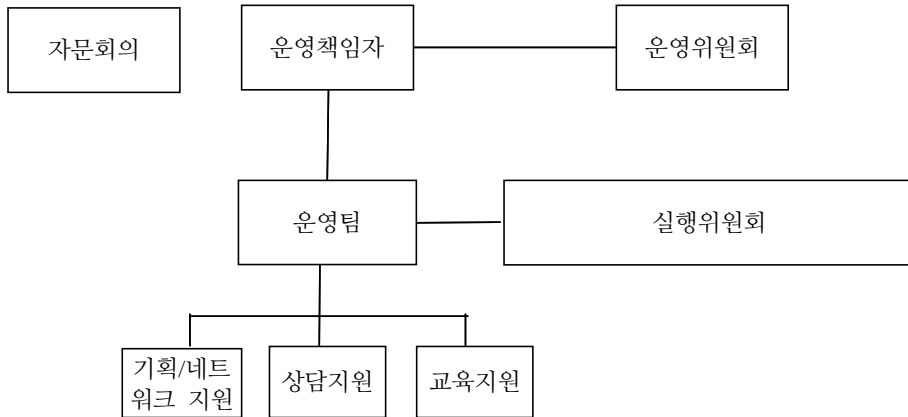 자문회의
운영책임자
운영위원회
운영팀
실행위원회
기획/네트
워크 지원
상담지원
교육지원